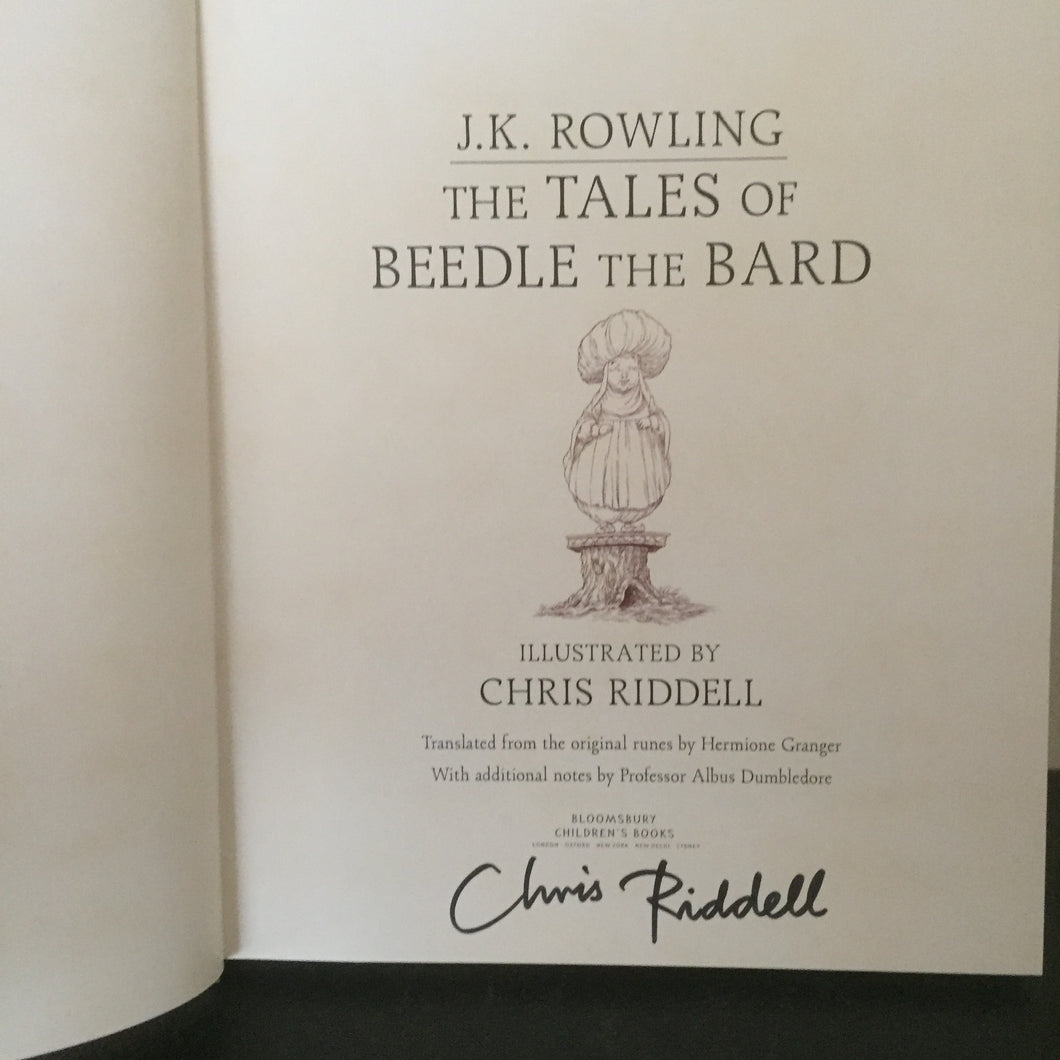 J.K. ROWLING
THE TALES OF
BEEDLE THE BARD
ILLUSTRATED BY
CHRIS RIDDELL
Translated from the original runes by Hermione Granger
With additional notes by Professor Albus Dumbledore
BLOOMSBURY
CHILDREN'S BOOKS
LONDON OXFORD NEW YORK NEW DELHI SYDNEY
Chris Riddell